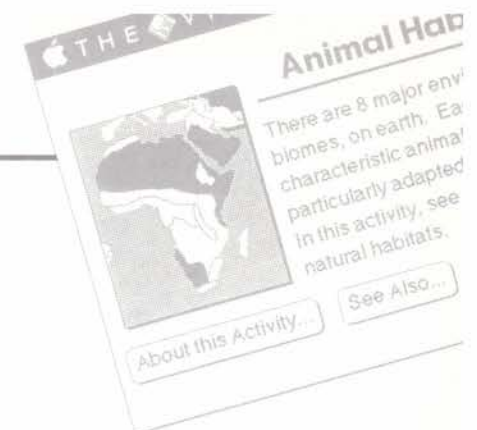 THE
Animal Hab
There are 8 major envi
biomes, on earth. Ea
characteristic animal
particularly adapted
In this activity, see
natural habitats.
About this Activity...
See Also...